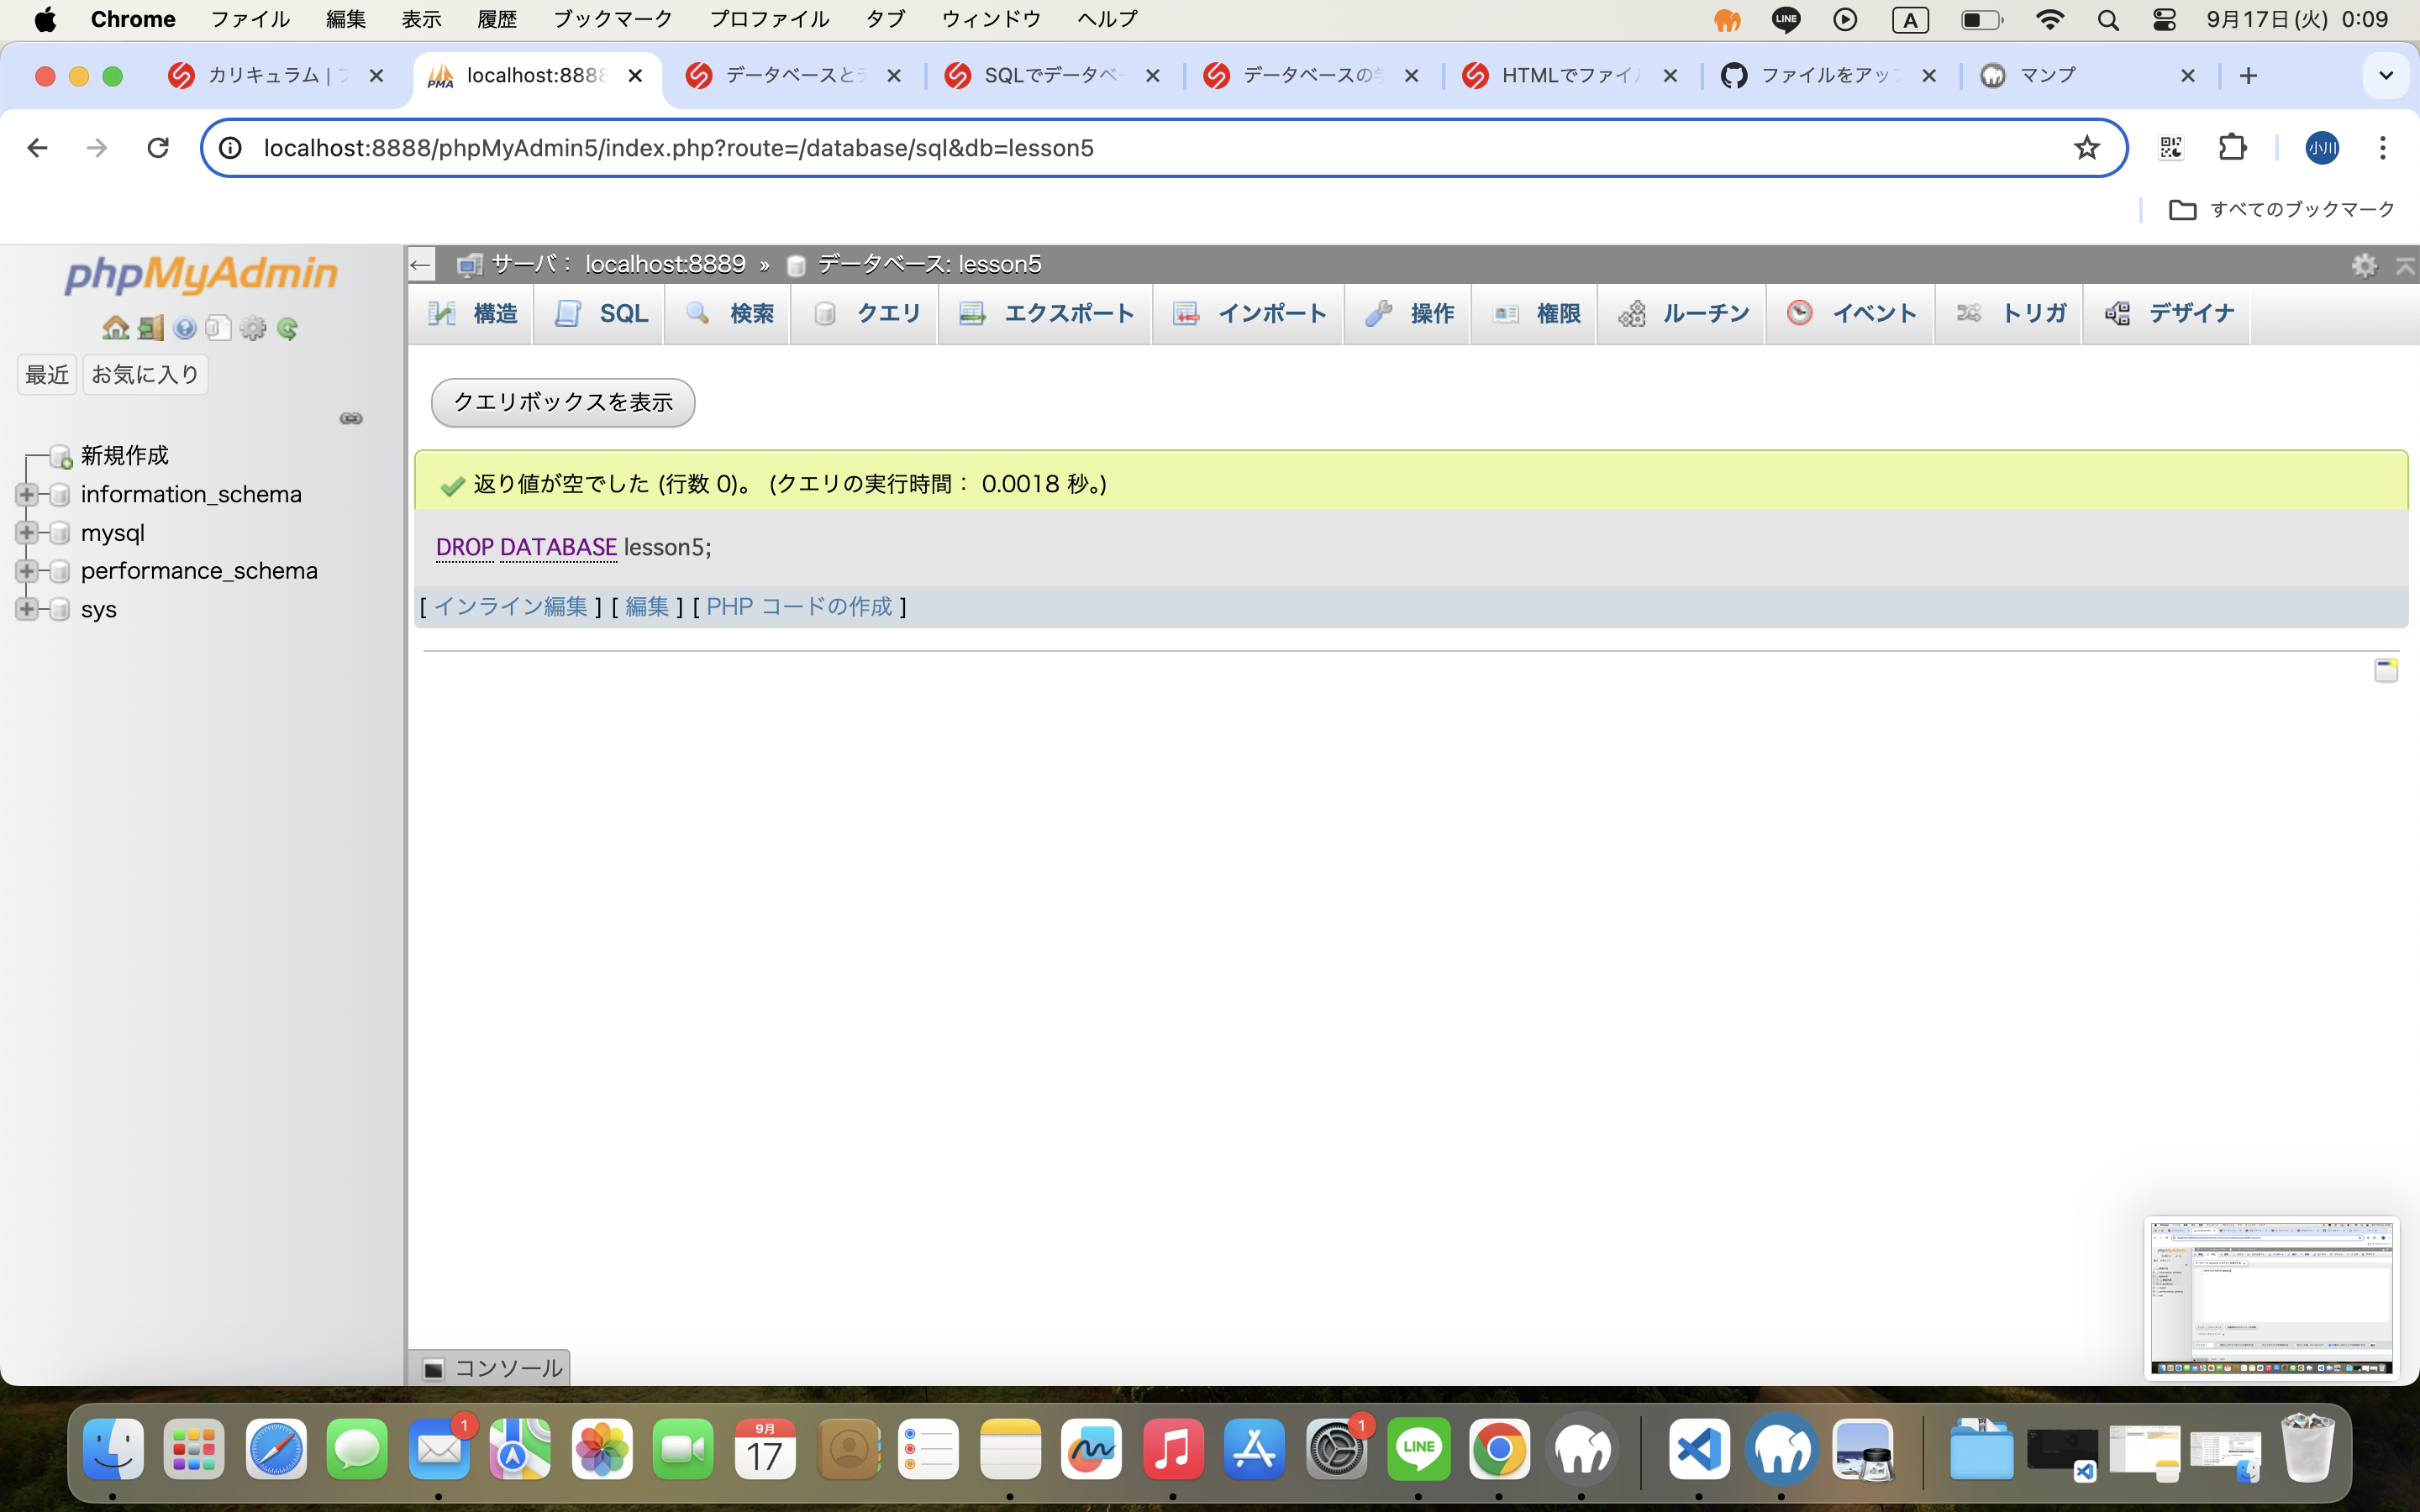 Chrome ファイル 編集 表示 履歴 ブックマーク プロファイル タブ ウィンドウ ヘルプ LINE A 9月17日(火) 0:09
カリキュラム | PMA localhost:8888 データベースと SQLでデータベ データベースの HTMLでファイル ファイルをアップ マンプ
localhost:8888/phpMyAdmin5/index.php?route=/database/sql&db=lesson5 小川
すべてのブックマーク
phpMyAdmin
最近 お気に入り
新規作成
information_schema
mysql
performance_schema
sys
サーバ: localhost:8889 » データベース: lesson5
構造 SQL 検索 クエリ エクスポート インポート 操作 権限 ルーチン イベント トリガ デザイナ
クエリボックスを表示
返り値が空でした (行数 0)。 (クエリの実行時間: 0.0018 秒。)
DROP DATABASE lesson5;
[ インライン編集 ] [ 編集 ] [ PHP コードの作成 ]
コンソール
1 9月 17 1 LINE